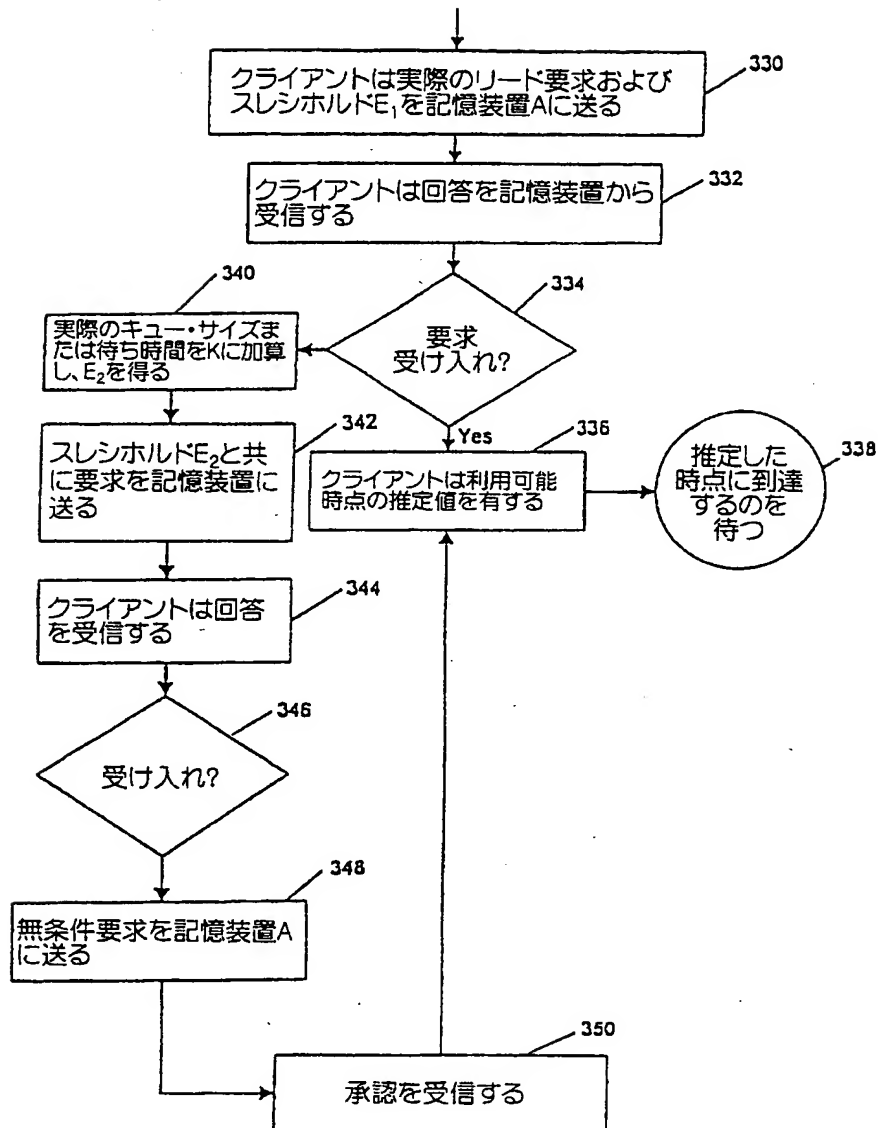 クライアントは実際のリード要求および
スレシホルドE₁を記憶装置Aに送る
330
クライアントは回答を記憶装置から
受信する
332
要求
受け入れ?
334
Yes
実際のキュー・サイズま
たは待ち時間をKに加算
し、E₂を得る
340
スレシホルドE₂と共
に要求を記憶装置に
送る
342
クライアントは利用可能
時点の推定値を有する
336
推定した
時点に到達
するのを
待つ
338
クライアントは回答
を受信する
344
受け入れ?
346
無条件要求を記憶装置A
に送る
348
承認を受信する
350